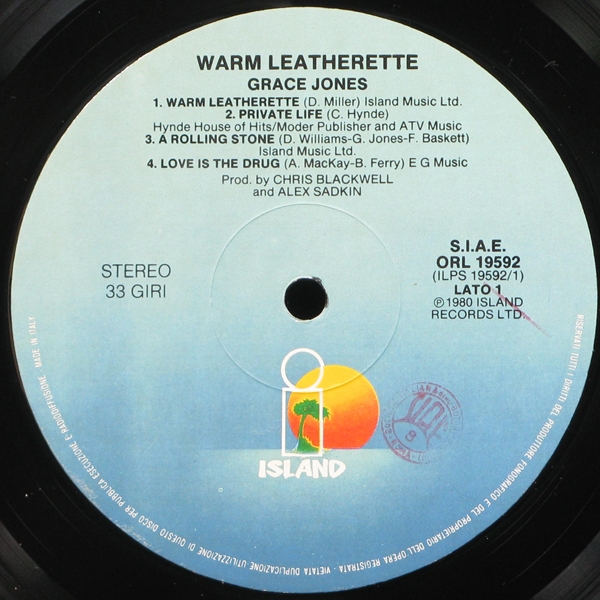 WARM LEATHERETTE
GRACE JONES
1. WARM LEATHERETTE (D. Miller) Island Music Ltd.
2. PRIVATE LIFE (C. Hynde)
Hynde House of Hits/Moder Publisher and ATV Music
3. A ROLLING STONE (D. Williams-G. Jones-F. Baskett)
Island Music Ltd.
4. LOVE IS THE DRUG (A. MacKay-B. Ferry) E G Music
Prod. by CHRIS BLACKWELL
and ALEX SADKIN
STEREO
33 GIRI
S.I.A.E.
ORL 19592
(ILPS 19592/1)
LATO 1
℗ 1980 ISLAND
RECORDS LTD.
ISLAND
RISERVATI TUTTI I DIRITTI DEL PRODUTTORE FONOGRAFICO E DEL PROPRIETARIO DELL'OPERA REGISTRATA - VIETATA DUPLICAZIONE UTILIZZAZIONE DI QUESTO DISCO PER PUBBLICA ESECUZIONE E RADIODIFFUSIONE. MADE IN ITALY